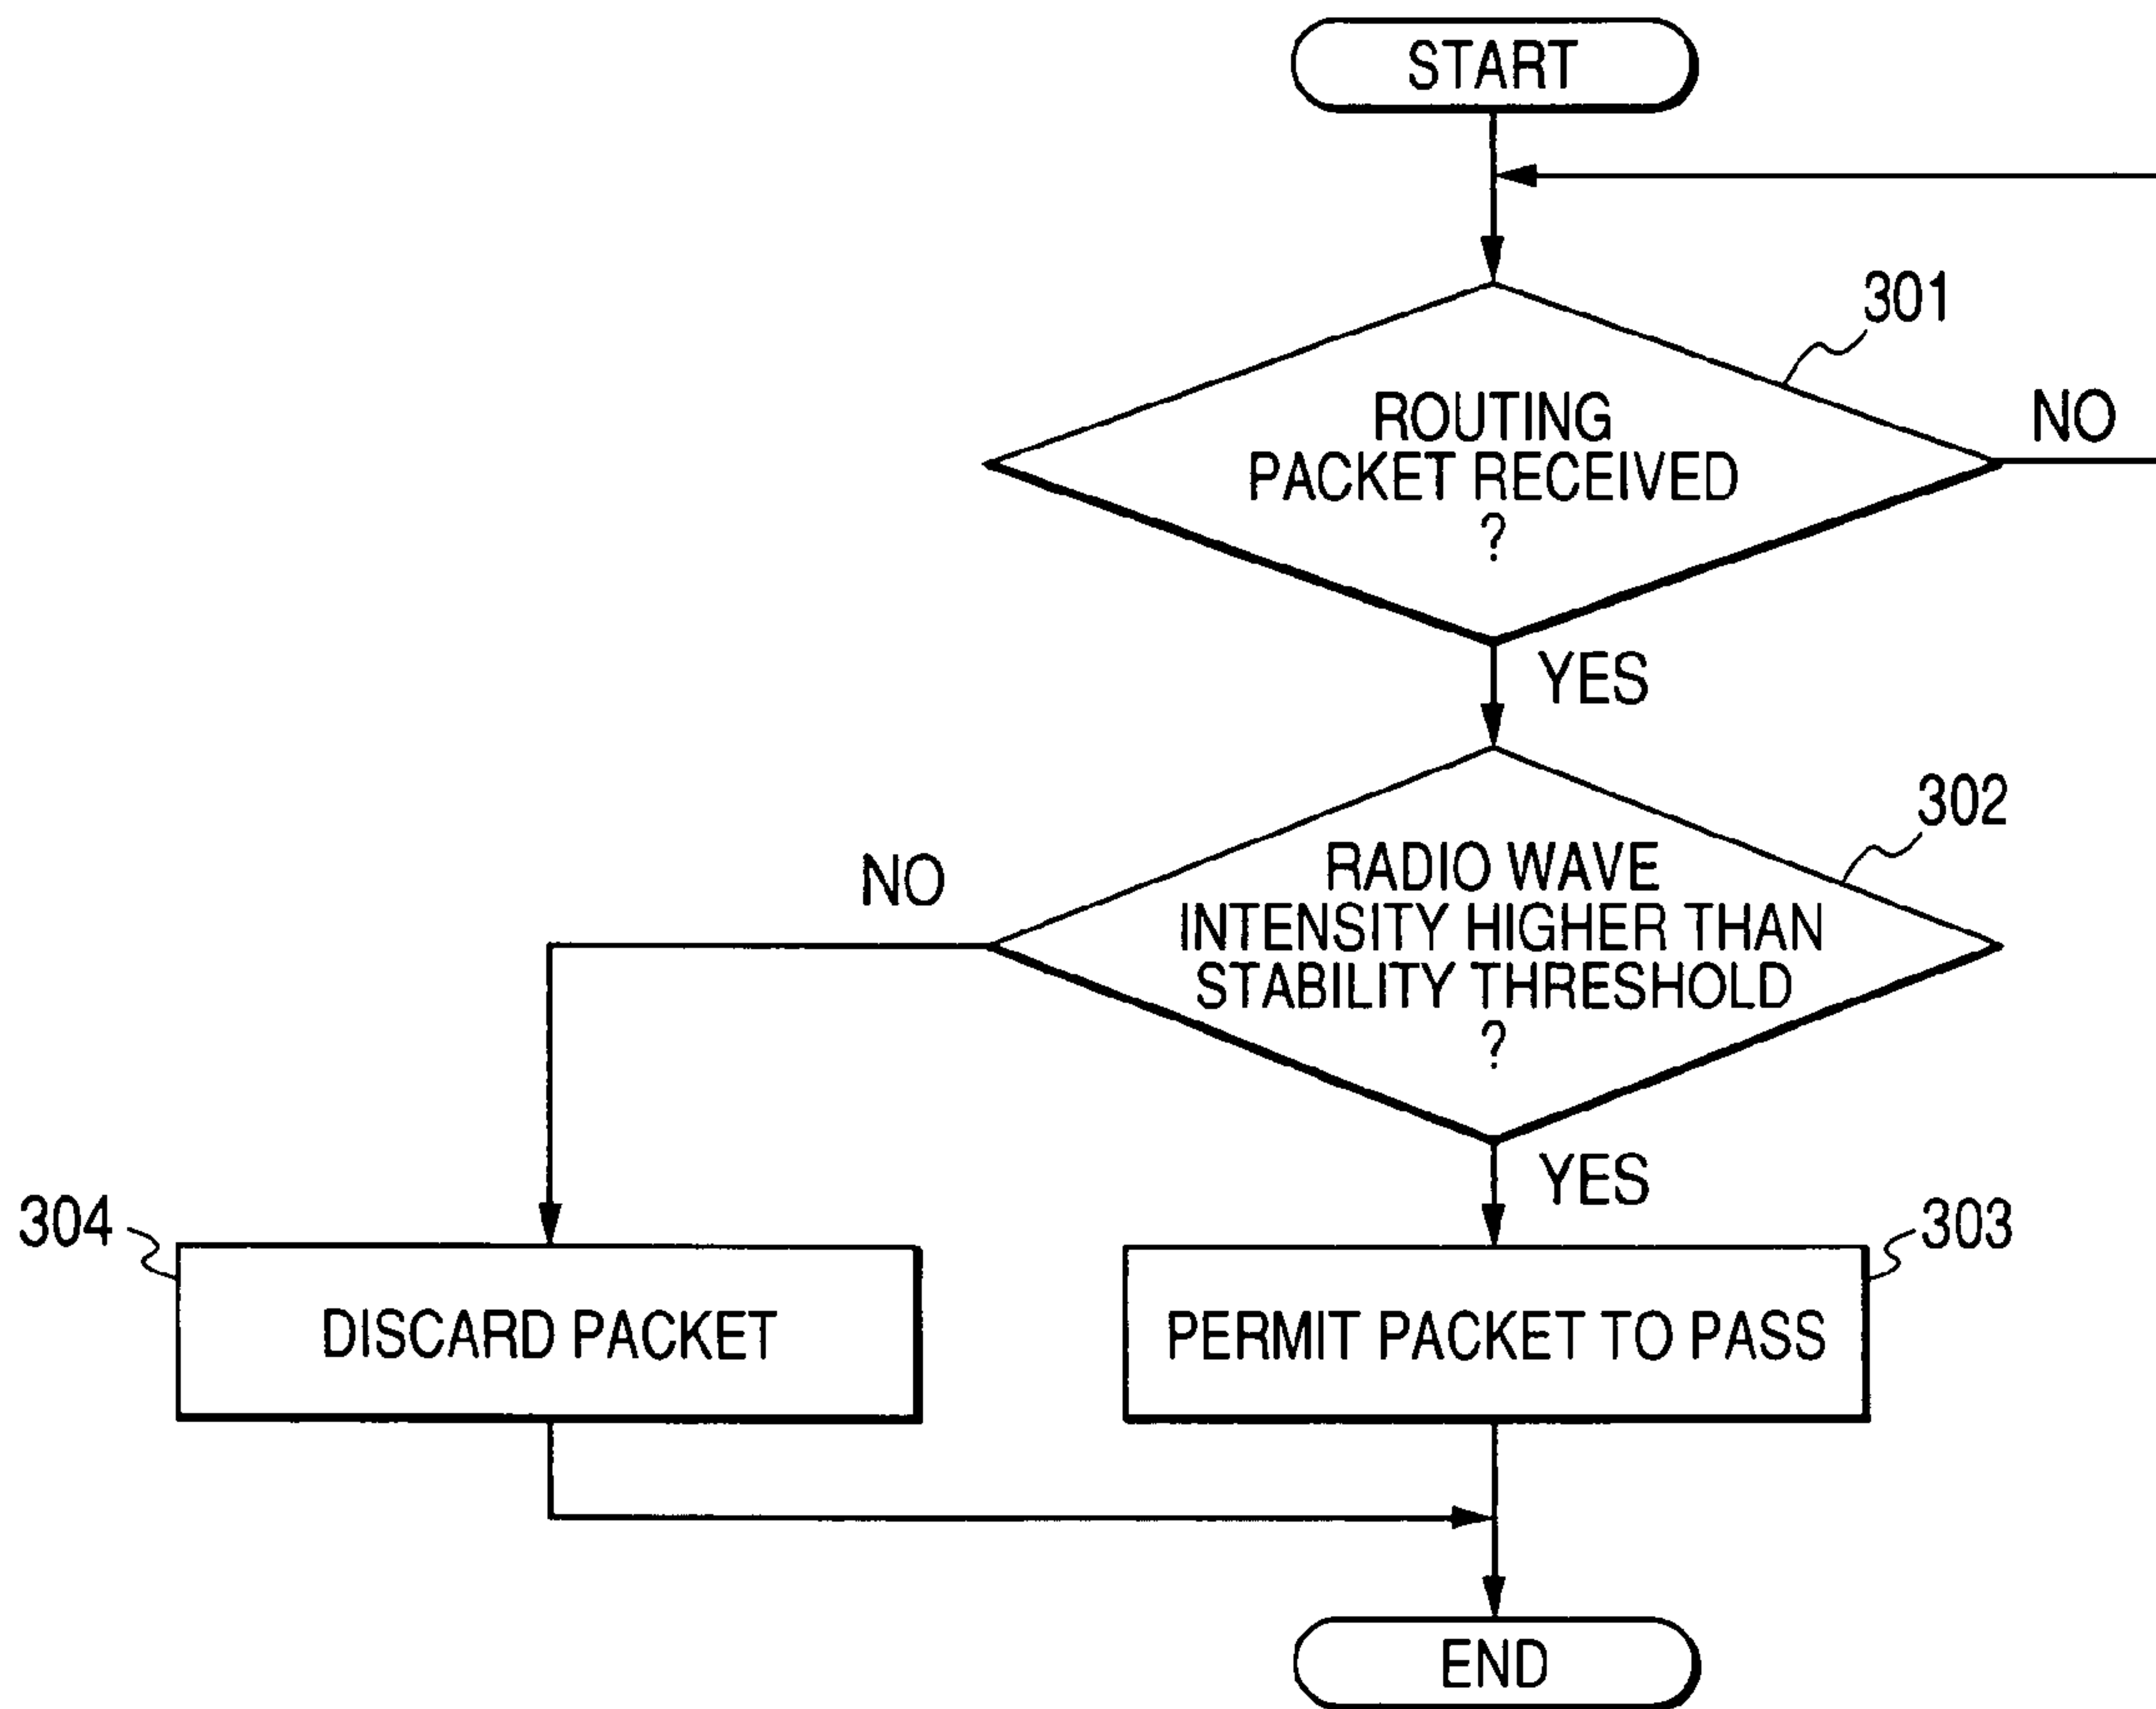 START
301
ROUTING
PACKET RECEIVED
?
NO
YES
302
RADIO WAVE
INTENSITY HIGHER THAN
STABILITY THRESHOLD
?
NO
YES
304
DISCARD PACKET
303
PERMIT PACKET TO PASS
END